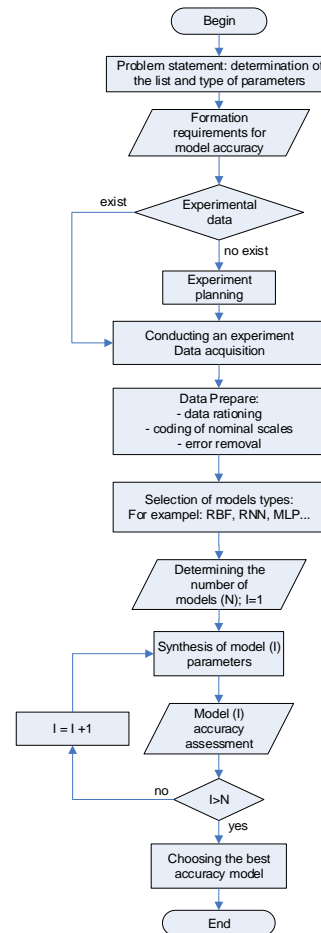 Begin
Problem statement: determination of
the list and type of parameters
Formation
requirements for
model accuracy
Experimental
data
exist
no exist
Experiment
planning
Conducting an experiment
Data acquisition
Data Prepare:
- data rationing
- coding of nominal scales
- error removal
Selection of models types:
For exampel: RBF, RNN, MLP...
Determining the
number of
models (N); I=1
Synthesis of model (I)
parameters
I = I +1
Model (I)
accuracy
assessment
no
I>N
yes
Choosing the best
accuracy model
End